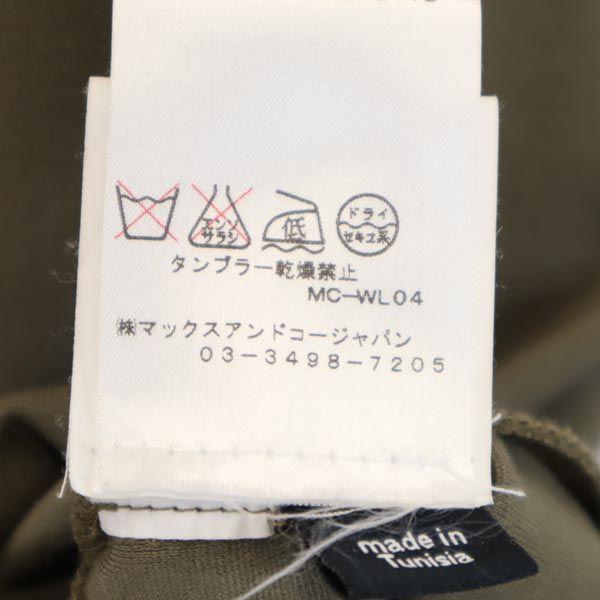 エンソ
サラシ
低
ドライ
セキユ系
タンブラー乾燥禁止
MC-WL04
㈱マックスアンドコージャパン
03-3498-7205
made in
Tunisia